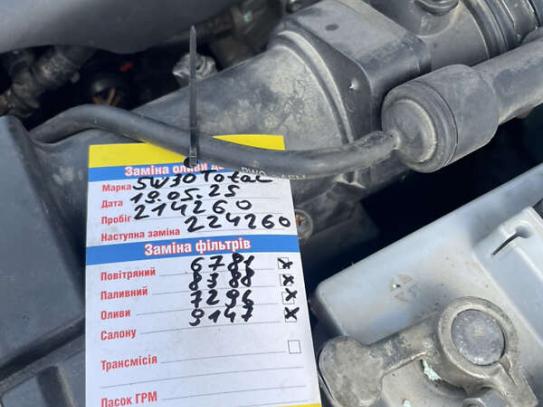 Заміна оливи
Марка 5W30 Total
Дата 19.05.25
Пробіг 214260
Наступна заміна 224260
Заміна фільтрів
Повітряний 6781 x
Паливний 8388 x
Оливи 7296 x
Салону 9147 x
Трансмісія
Пасок ГРМ